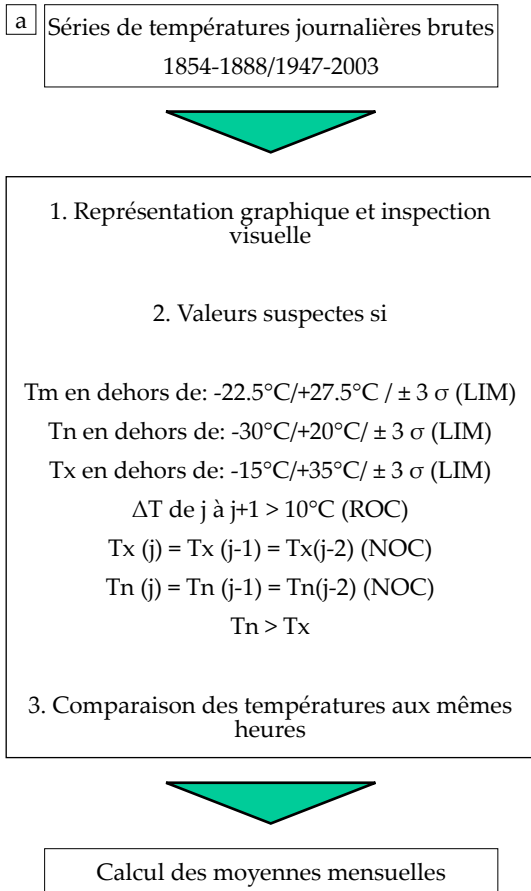 a
Séries de températures journalières brutes
1854-1888/1947-2003
1. Représentation graphique et inspection
visuelle
2. Valeurs suspectes si
Tm en dehors de: -22.5°C/+27.5°C / ± 3 σ (LIM)
Tn en dehors de: -30°C/+20°C/ ± 3 σ (LIM)
Tx en dehors de: -15°C/+35°C/ ± 3 σ (LIM)
ΔT de j à j+1 > 10°C (ROC)
Tx (j) = Tx (j-1) = Tx(j-2) (NOC)
Tn (j) = Tn (j-1) = Tn(j-2) (NOC)
Tn > Tx
3. Comparaison des températures aux mêmes
heures
Calcul des moyennes mensuelles